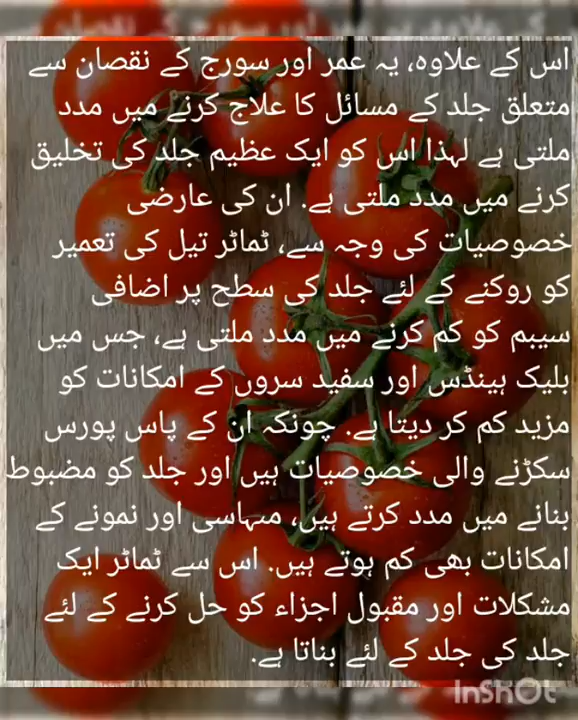 اس کے علاوہ، یہ عمر اور سورج کے نقصان سے
متعلق جلد کے مسائل کا علاج کرنے میں مدد
ملتی ہے لہذا اس کو ایک عظیم جلد کی تخلیق
کرنے میں مدد ملتی ہے. ان کی عارضی
خصوصیات کی وجہ سے، ٹماٹر تیل کی تعمیر
کو روکنے کے لئے جلد کی سطح پر اضافی
سیبم کو کم کرنے میں مدد ملتی ہے، جس میں
بلیک ہینڈس اور سفید سروں کے امکانات کو
مزید کم کر دیتا ہے. چونکہ ان کے پاس پورس
سکڑنے والی خصوصیات ہیں اور جلد کو مضبوط
بنانے میں مدد کرتے ہیں، مہاسی اور نمونے کے
امکانات بھی کم ہوتے ہیں. اس سے ٹماٹر ایک
مشکلات اور مقبول اجزاء کو حل کرنے کے لئے
جلد کی جلد کے لئے بناتا ہے.
InShOt